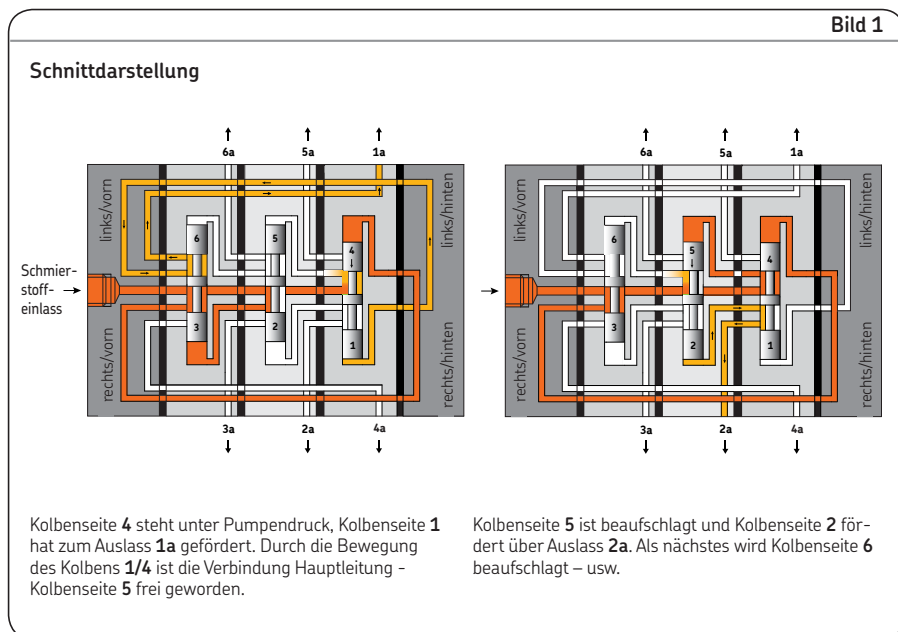 Bild 1
Schnittdarstellung
6a 5a 1a
links/vorn
links/hinten
6 5 4
Schmier-
stoff-
einlass
3 2 1
rechts/vorn
rechts/hinten
3a 2a 4a
6a 5a 1a
links/vorn
links/hinten
6 5 4
3 2 1
rechts/vorn
rechts/hinten
3a 2a 4a
Kolbenseite 4 steht unter Pumpendruck, Kolbenseite 1
hat zum Auslass 1a gefördert. Durch die Bewegung
des Kolbens 1/4 ist die Verbindung Hauptleitung -
Kolbenseite 5 frei geworden.
Kolbenseite 5 ist beaufschlagt und Kolbenseite 2 för-
dert über Auslass 2a. Als nächstes wird Kolbenseite 6
beaufschlagt – usw.